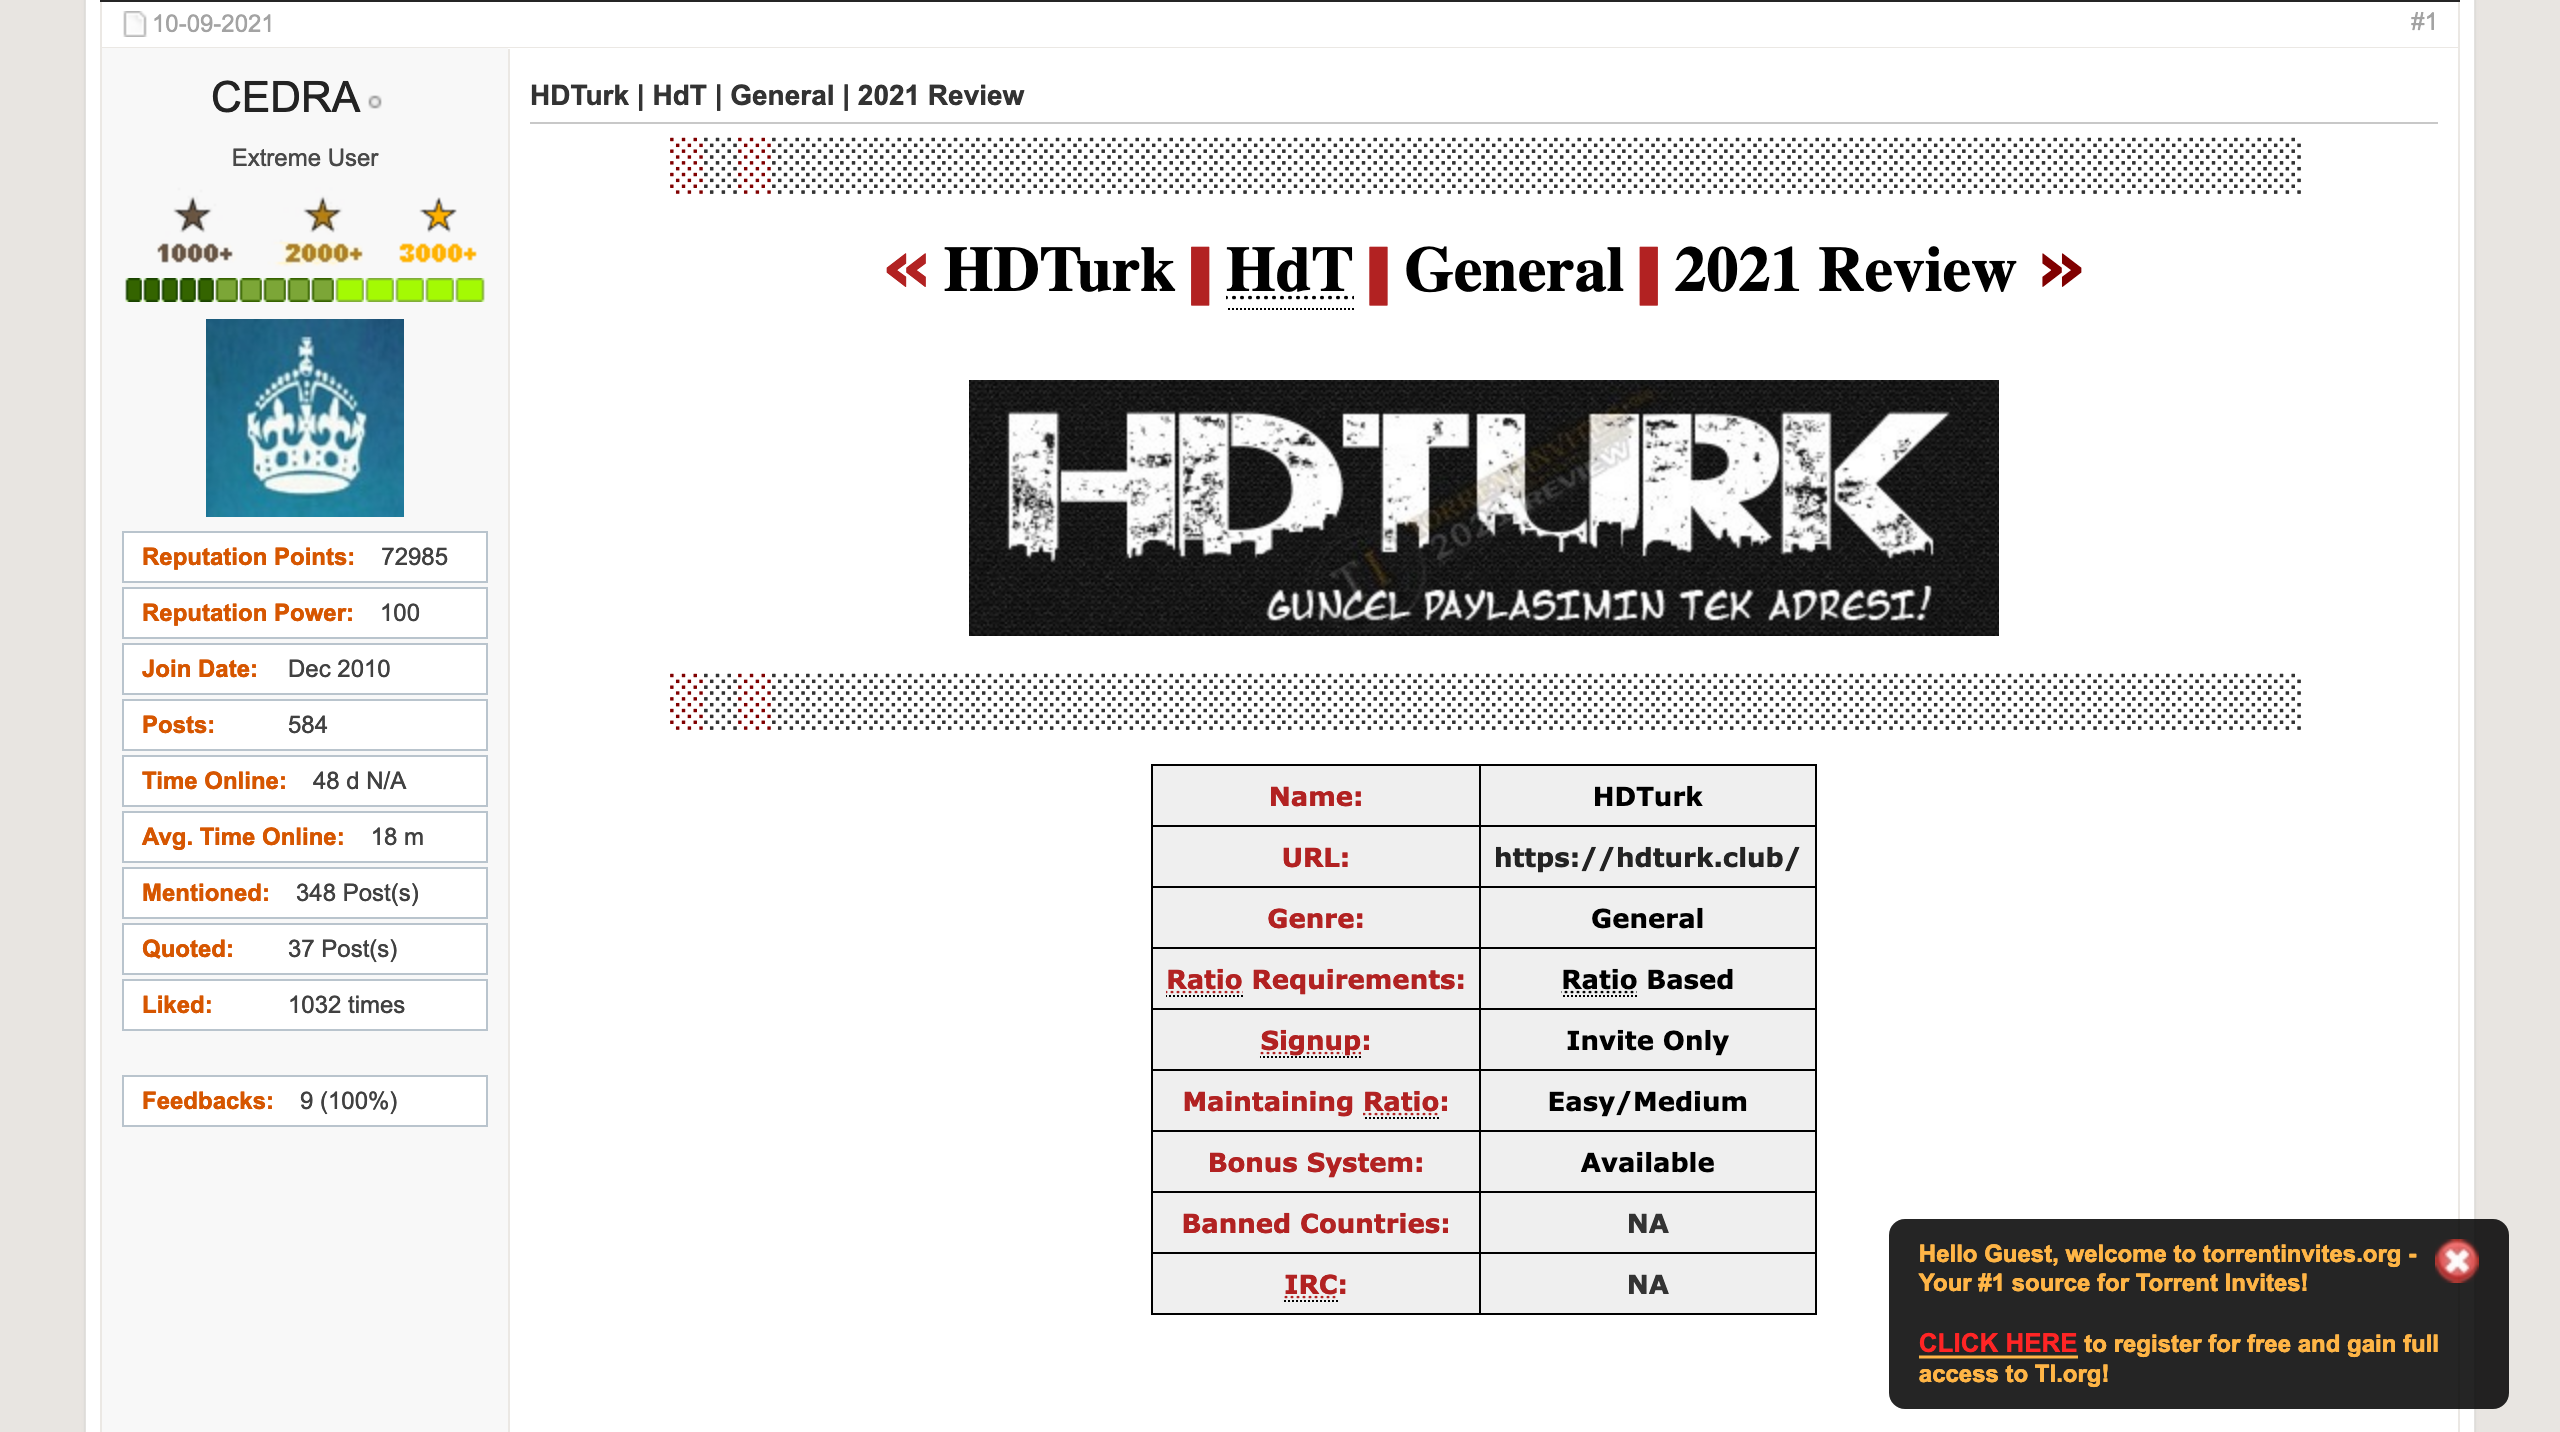 10-09-2021
#1
CEDRA
Extreme User
1000+ 2000+ 3000+
Reputation Points: 72985
Reputation Power: 100
Join Date: Dec 2010
Posts: 584
Time Online: 48 d N/A
Avg. Time Online: 18 m
Mentioned: 348 Post(s)
Quoted: 37 Post(s)
Liked: 1032 times
Feedbacks: 9 (100%)
HDTurk | HdT | General | 2021 Review
« HDTurk | HdT | General | 2021 Review »
HDTURK
GUNCEL PAYLASIMIN TEK ADRESI!
Name: HDTurk
URL: https://hdturk.club/
Genre: General
Ratio Requirements: Ratio Based
Signup: Invite Only
Maintaining Ratio: Easy/Medium
Bonus System: Available
Banned Countries: NA
IRC: NA
Hello Guest, welcome to torrentinvites.org -
Your #1 source for Torrent Invites!
CLICK HERE to register for free and gain full
access to TI.org!